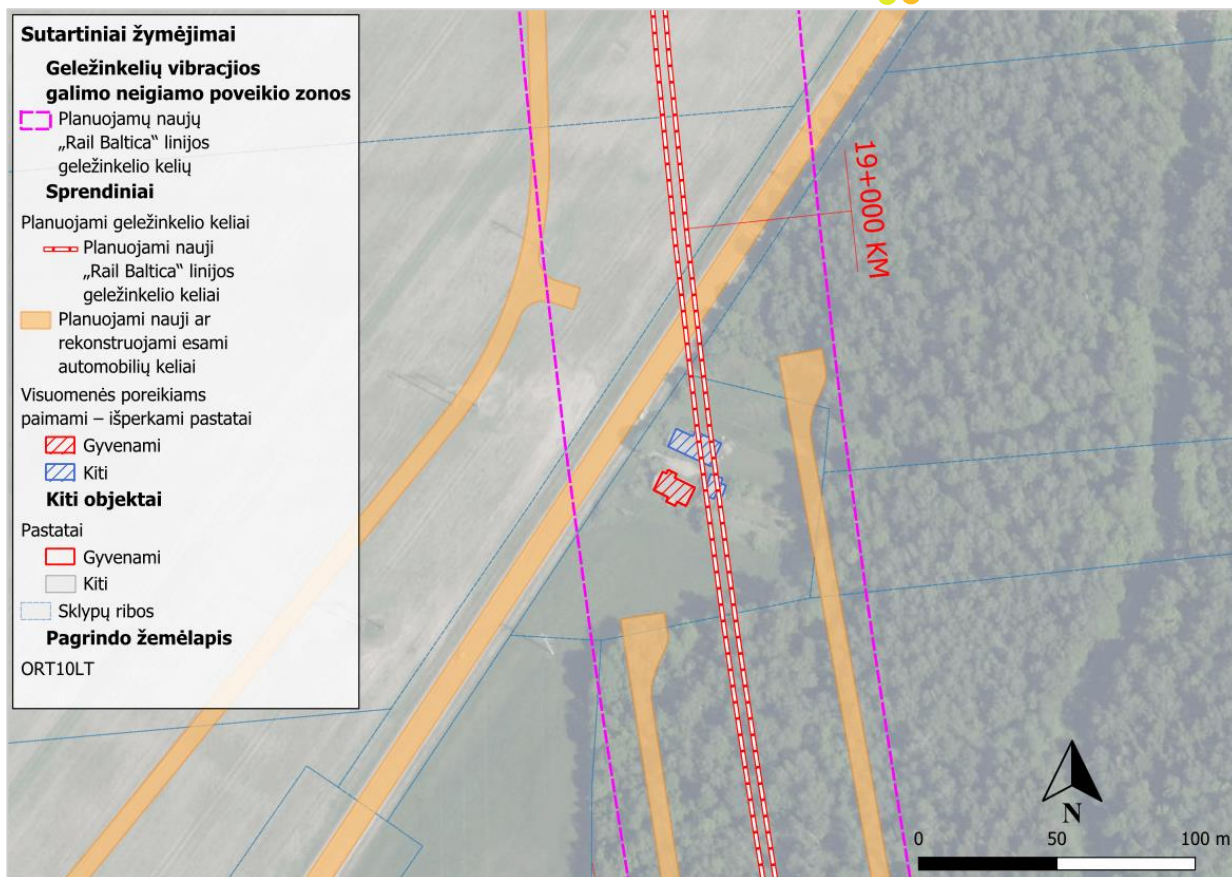 Sutartiniai žymėjimai
Geležinkelių vibracjios
galimo neigiamo poveikio zonos
Planuojamų naujų
„Rail Baltica“ linijos
geležinkelio kelių
Sprendiniai
Planuojami geležinkelio keliai
Planuojami nauji
„Rail Baltica“ linijos
geležinkelio keliai
Planuojami nauji ar
rekonstruojami esami
automobilių keliai
Visuomenės poreikiams
paimami – išperkami pastatai
Gyvenami
Kiti
Kiti objektai
Pastatai
Gyvenami
Kiti
Sklypų ribos
Pagrindo žemėlapis
ORT10LT
19+000 KM
N
0 50 100 m